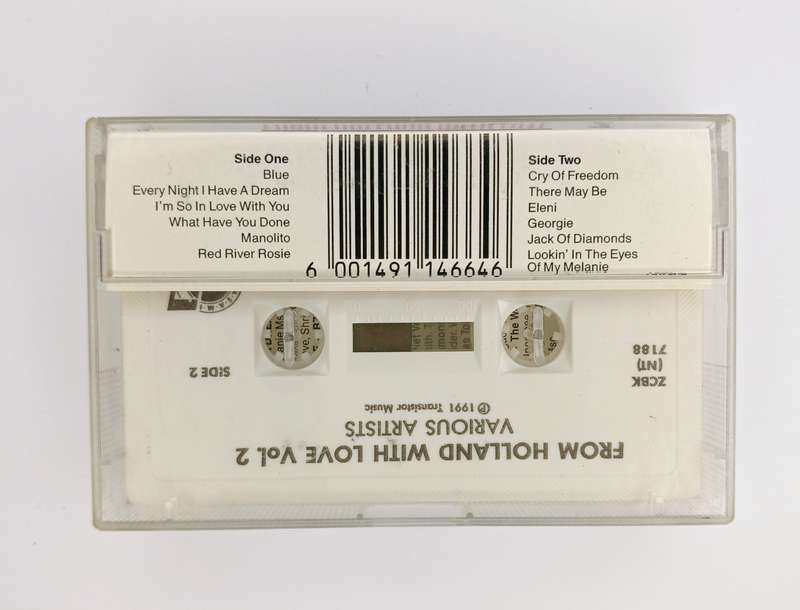 Side One
Blue
Every Night I Have A Dream
I'm So In Love With You
What Have You Done
Manolito
Red River Rosie
6 001491 146646
Side Two
Cry Of Freedom
There May Be
Eleni
Georgie
Jack Of Diamonds
Lookin' In The Eyes
Of My Melanie
FROM HOLLAND WITH LOVE Vol. 2
VARIOUS ARTISTS
℗ 1991 Transistor Music
ZCBK
(NT)
7188
SIDE 2